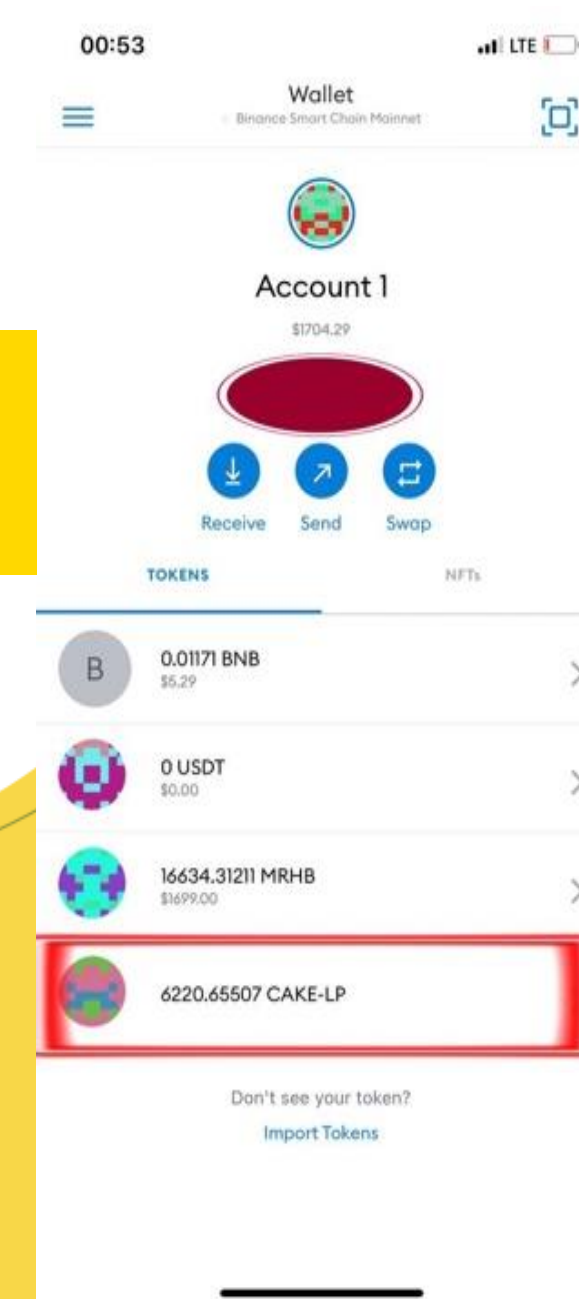 00:53
LTE
Wallet
Binance Smart Chain Mainnet
Account 1
$1704.29
Receive Send Swap
TOKENS NFTs
B
0.01171 BNB
$5.29
0 USDT
$0.00
16634.31211 MRHB
$1699.00
6220.65507 CAKE-LP
Don't see your token?
Import Tokens